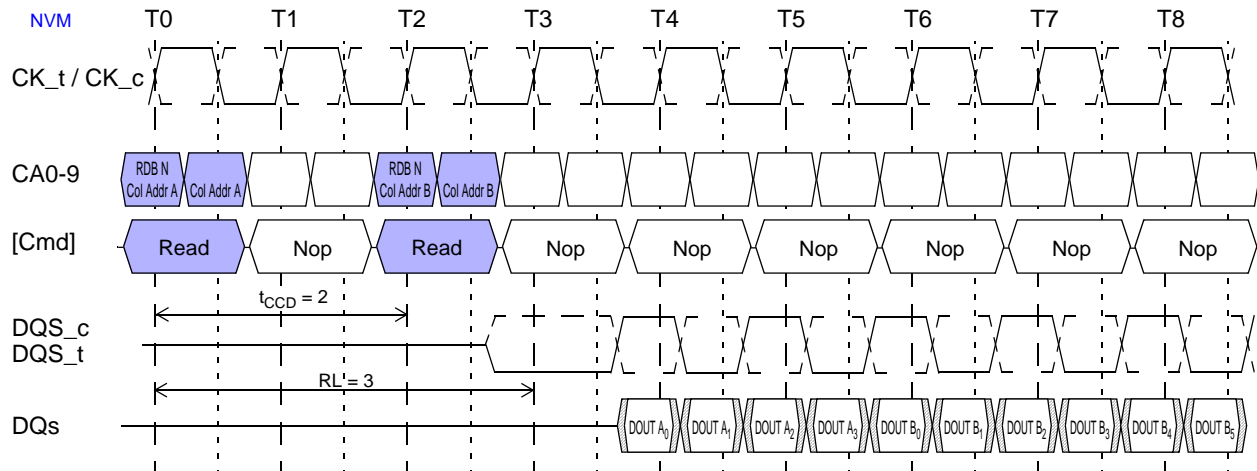 NVM T0 T1 T2 T3 T4 T5 T6 T7 T8
CK_t / CK_c
CA0-9
RDB N
Col Addr A
Col Addr A
RDB N
Col Addr B
Col Addr B
[Cmd] Read Nop Read Nop Nop Nop Nop Nop Nop
tCCD = 2
DQS_c
DQS_t
RL = 3
DQs DOUT A0 DOUT A1 DOUT A2 DOUT A3 DOUT B0 DOUT B1 DOUT B2 DOUT B3 DOUT B4 DOUT B5